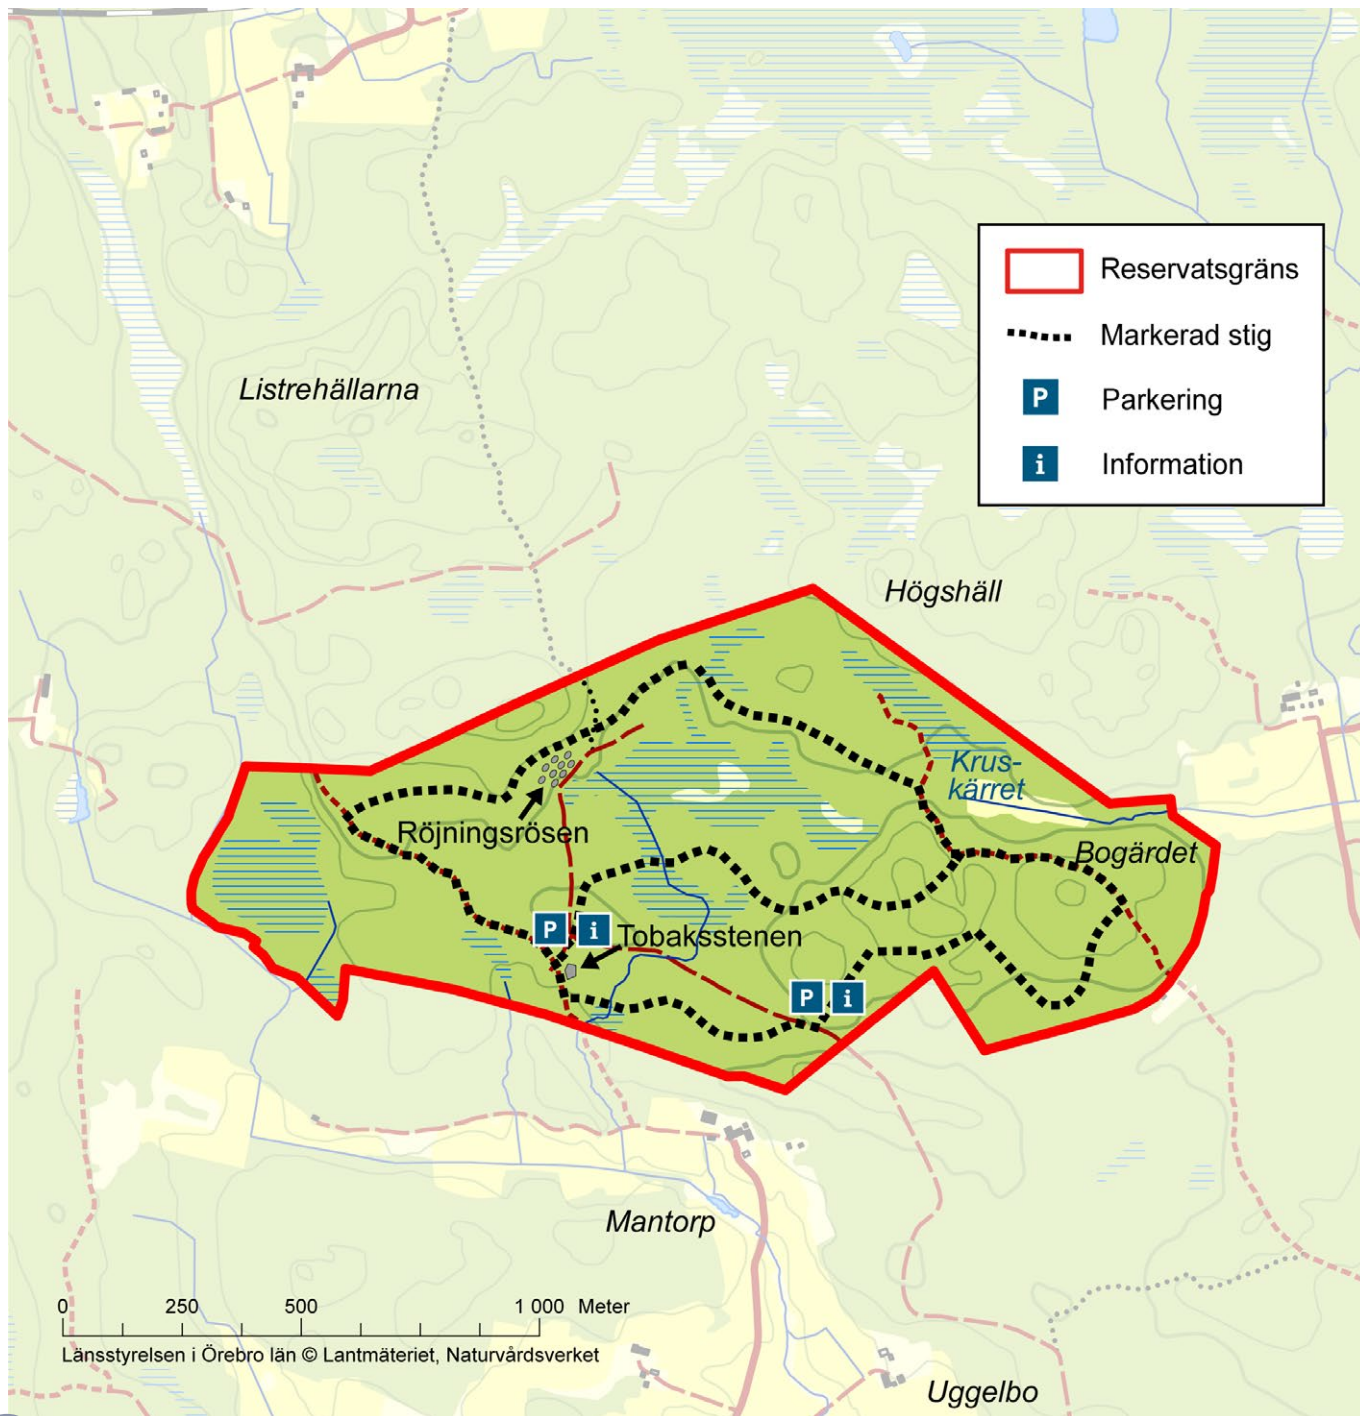 Reservatsgräns
Markerad stig
P Parkering
i Information
Listrehällarna
Högshäll
Krus-
kärret
Röjningsrösen
Bogärdet
P i
Tobaksstenen
P i
Mantorp
0 250 500 1 000 Meter
Länsstyrelsen i Örebro län © Lantmäteriet, Naturvårdsverket
Uggelbo